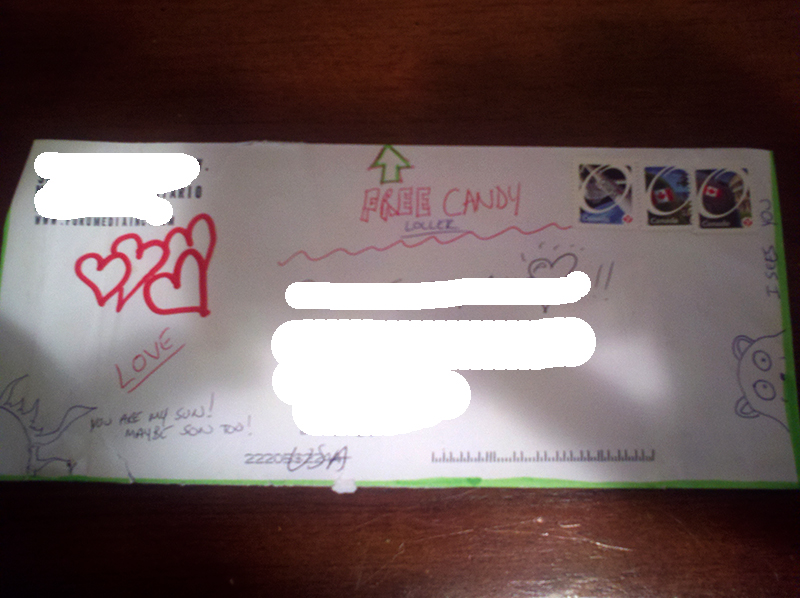 FREE CANDY
LOLLER
Canada
Canada
Canada
I SEES YOU
!!
LOVE
YOU ARE MY SUN!
MAYBE SON TOO!
USA